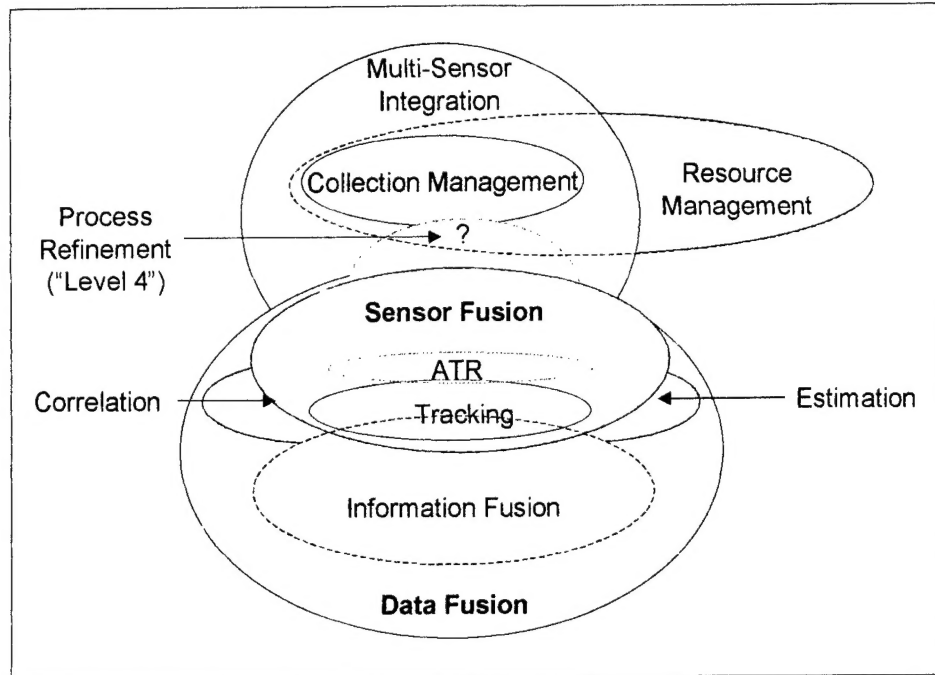 Multi-Sensor
Integration
Collection Management
Resource
Management
Process
Refinement
(“Level 4”)
?
Sensor Fusion
ATR
Correlation
Tracking
Estimation
Information Fusion
Data Fusion